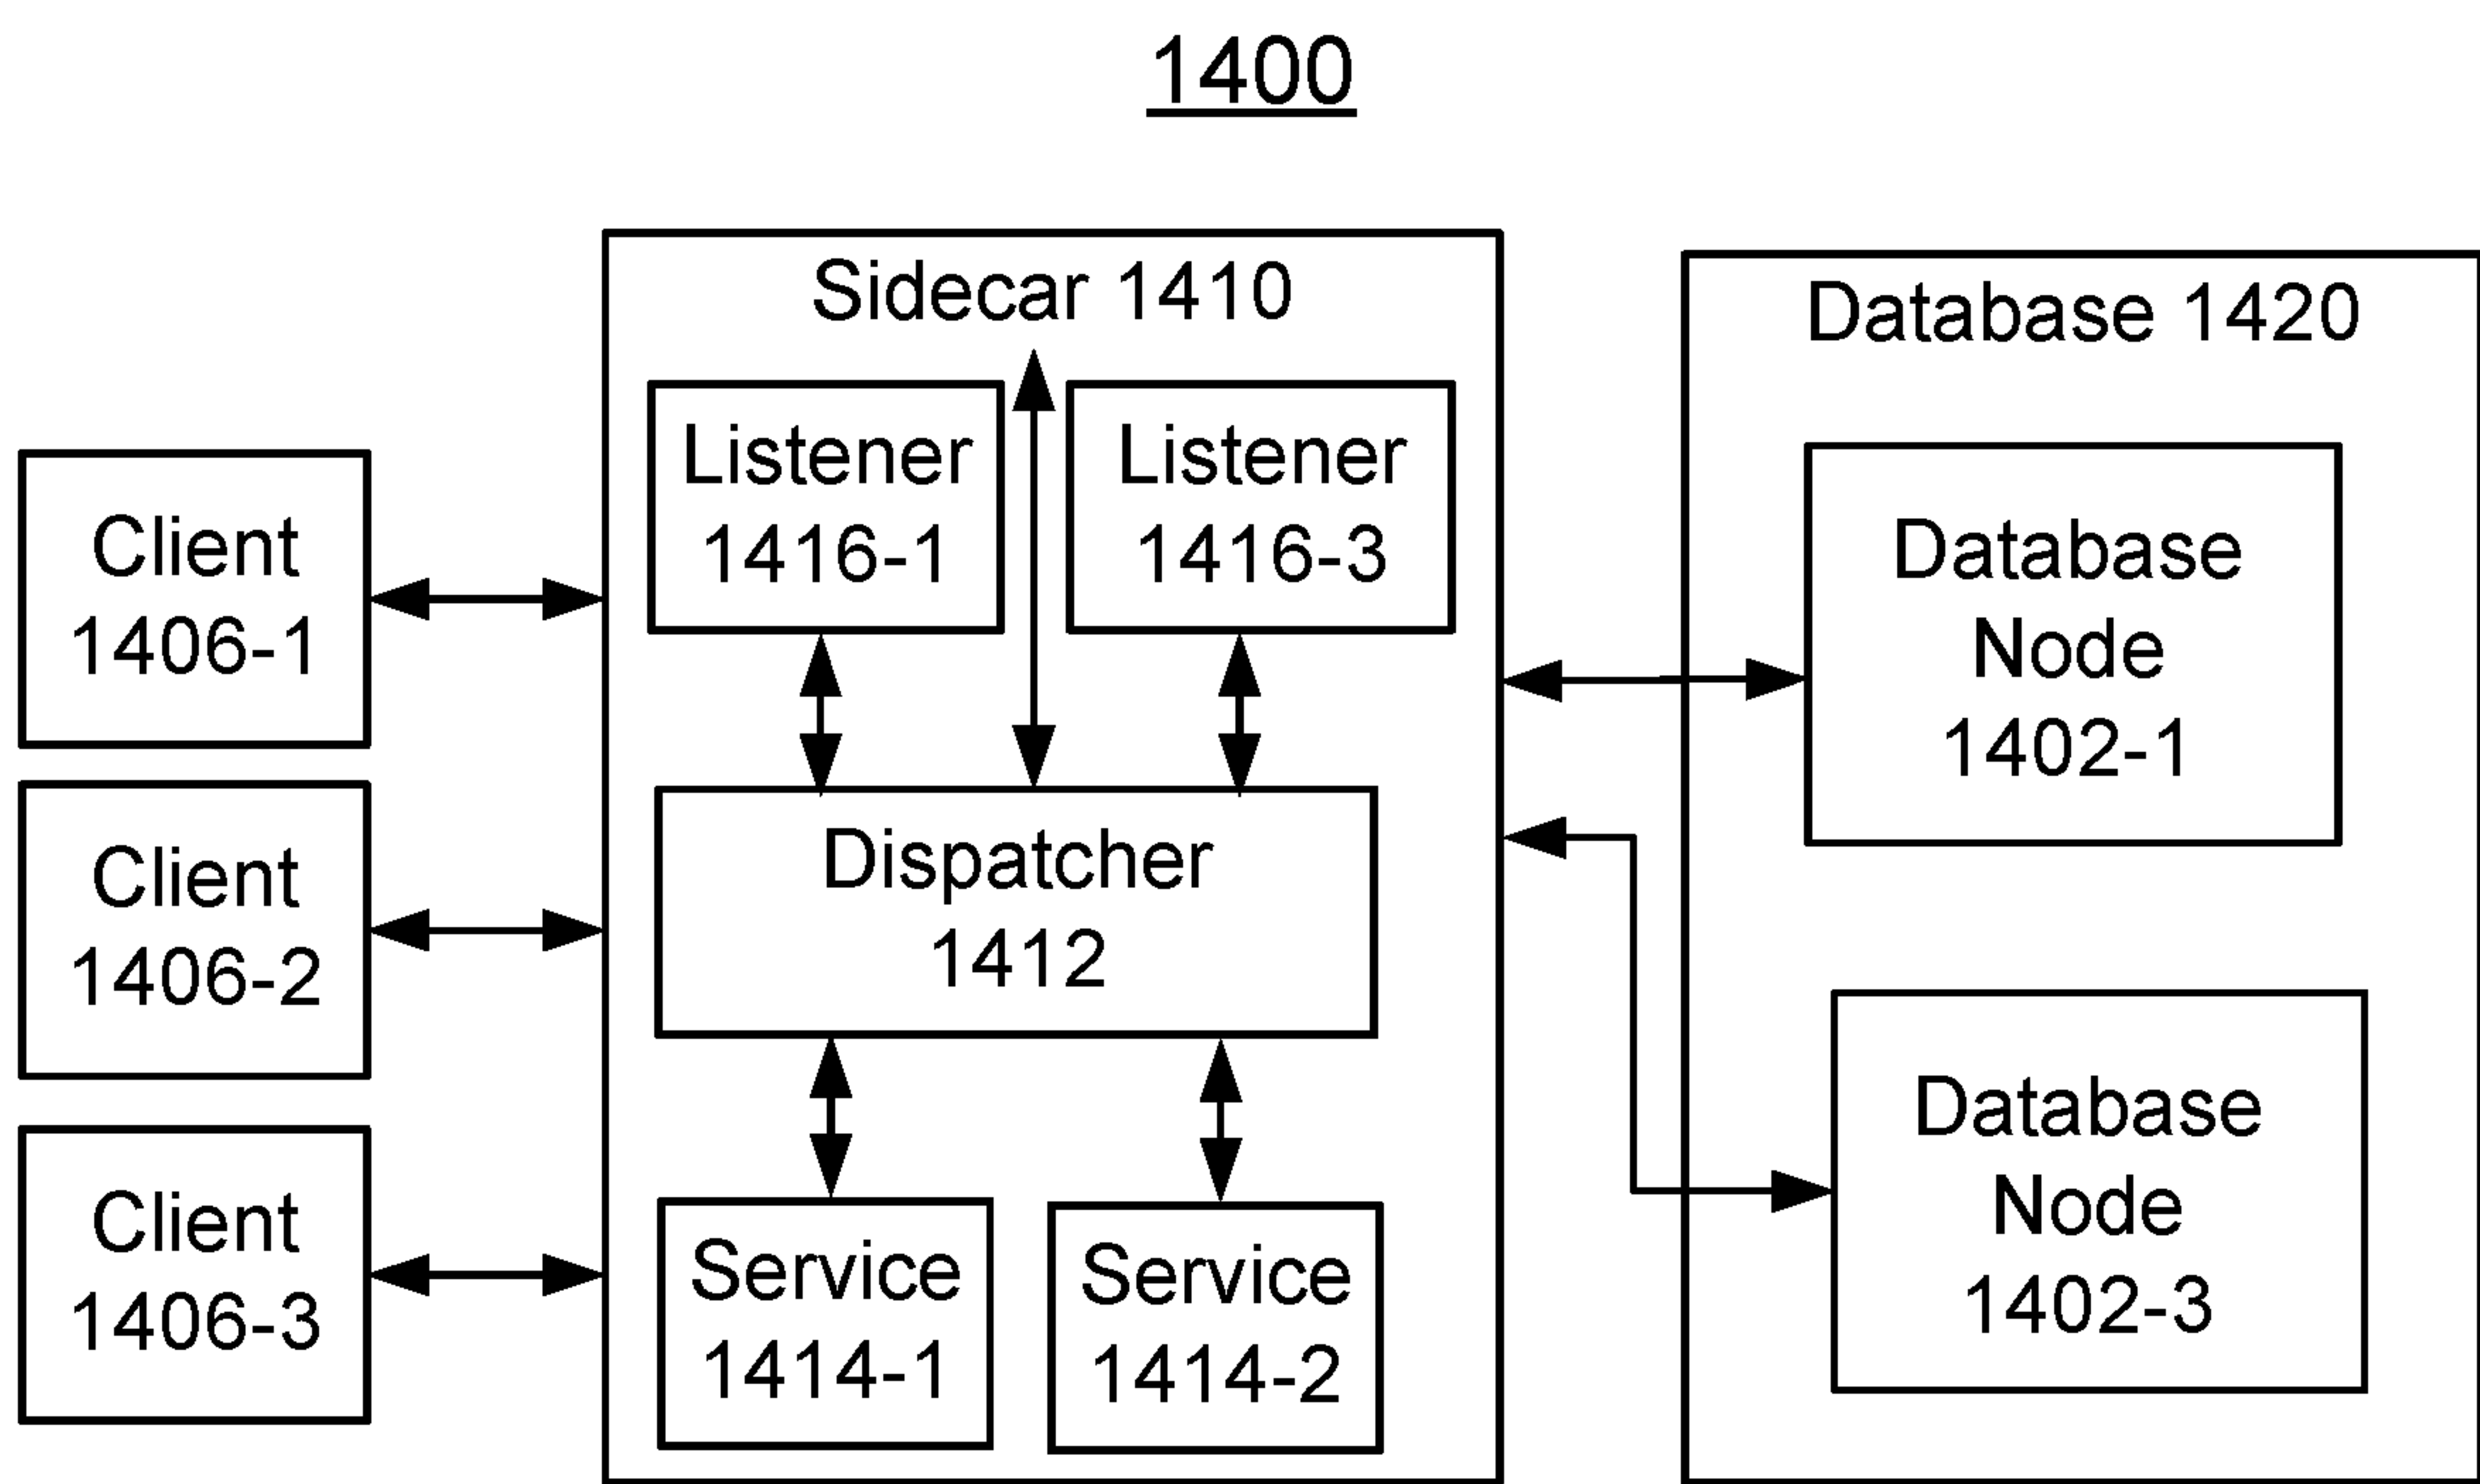 1400
Client
1406-1
Client
1406-2
Client
1406-3
Sidecar 1410
Listener
1416-1
Listener
1416-3
Dispatcher
1412
Service
1414-1
Service
1414-2
Database 1420
Database
Node
1402-1
Database
Node
1402-3